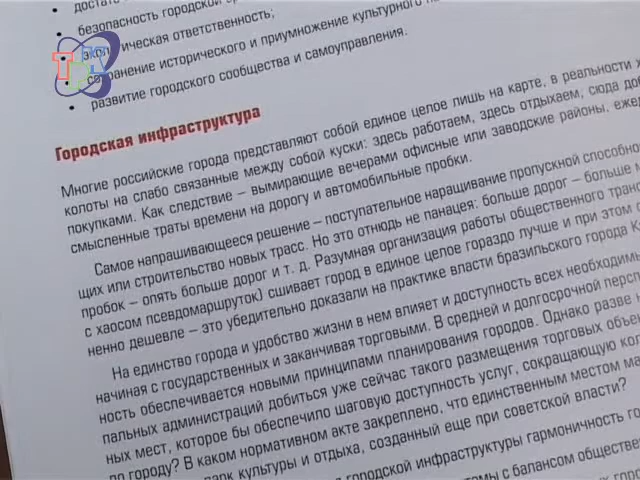 безопасность городской
ответственность;
сохранение исторического и приумножение культурного
развитие городского сообщества и самоуправления.
Городская инфраструктура
Многие российские города представляют собой единое целое лишь на карте, в реальности
колоты на слабо связанные между собой куски: здесь работаем, здесь отдыхаем, сюда
покупками. Как следствие – вымирающие вечерами офисные или заводские районы,
смысленные траты времени на дорогу и автомобильные пробки.
Самое напрашивающееся решение – поступательное наращивание пропускной
щих или строительство новых трасс. Но это отнюдь не панацея: больше дорог – больше
пробок – опять больше дорог и т. д. Разумная организация работы общественного
с хаосом псевдомаршруток) сшивает город в единое целое гораздо лучше и при этом
ненно дешевле – это убедительно доказали на практике власти бразильского города
На единство города и удобство жизни в нем влияет и доступность всех
начиная с государственных и заканчивая торговыми. В средней и долгосрочной
ность обеспечивается новыми принципами планирования городов. Однако разве
пальных администраций добиться уже сейчас такого размещения торговых
ных мест, которое бы обеспечило шаговую доступность услуг, сокращающую
по городу? В каком нормативном акте закреплено, что единственным местом
парк культуры и отдыха, созданный еще при советской власти?
городской инфраструктуры гармоничность
с балансом